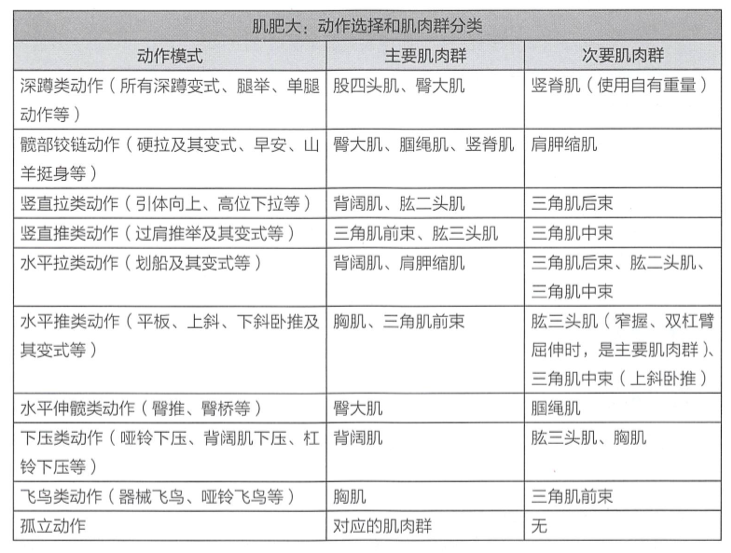 肌肥大：动作选择和肌肉群分类
动作模式 主要肌肉群 次要肌肉群
深蹲类动作（所有深蹲变式、腿举、单腿
动作等）
股四头肌、臀大肌
竖脊肌（使用自有重量）
髋部铰链动作（硬拉及其变式、早安、山
羊挺身等）
臀大肌、腘绳肌、竖脊肌
肩胛缩肌
竖直拉类动作（引体向上、高位下拉等）
背阔肌、肱二头肌
三角肌后束
竖直推类动作（过肩推举及其变式等）
三角肌前束、肱三头肌
三角肌中束
水平拉类动作（划船及其变式等）
背阔肌、肩胛缩肌
三角肌后束、肱二头肌、
三角肌中束
水平推类动作（平板、上斜、下斜卧推及
其变式等）
胸肌、三角肌前束
肱三头肌（窄握、双杠臂
屈伸时，是主要肌肉群）、
三角肌中束（上斜卧推）
水平伸髋类动作（臀推、臀桥等）
臀大肌
腘绳肌
下压类动作（哑铃下压、背阔肌下压、杠
铃下压等）
背阔肌
肱三头肌、胸肌
飞鸟类动作（器械飞鸟、哑铃飞鸟等）
胸肌
三角肌前束
孤立动作
对应的肌肉群
无